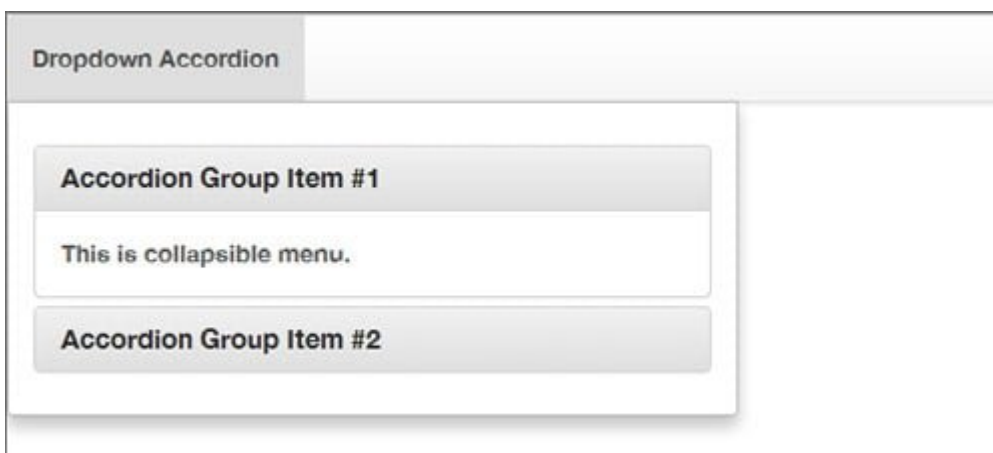 Dropdown Accordion
Accordion Group Item #1
This is collapsible menu.
Accordion Group Item #2